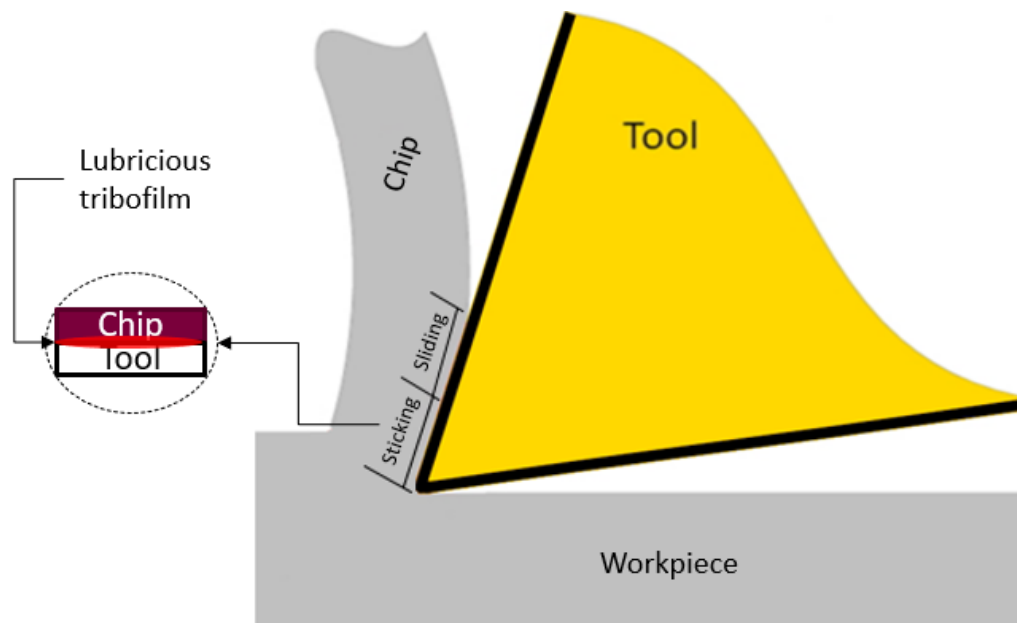 Tool
Chip
Lubricious
tribofilm
Chip
Tool
Sliding
Sticking
Workpiece